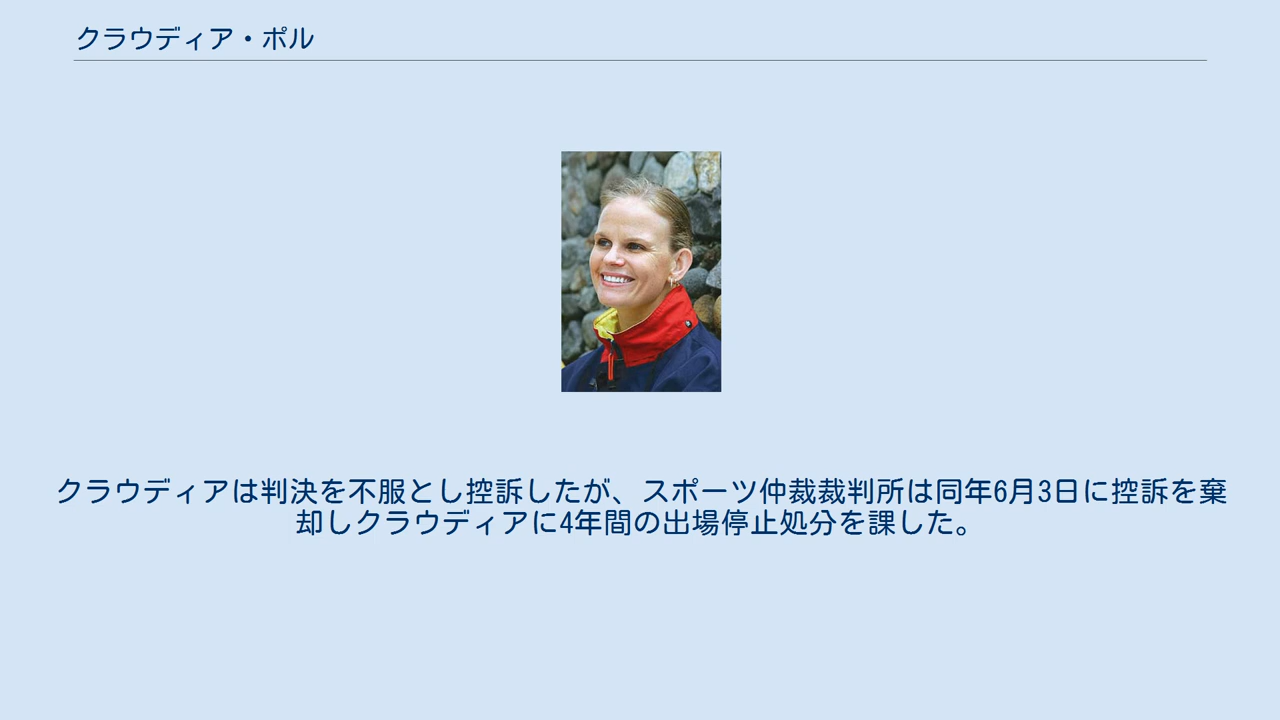 クラウディア・ポル
クラウディアは判決を不服とし控訴したが、スポーツ仲裁裁判所は同年6月3日に控訴を棄
却しクラウディアに4年間の出場停止処分を課した。